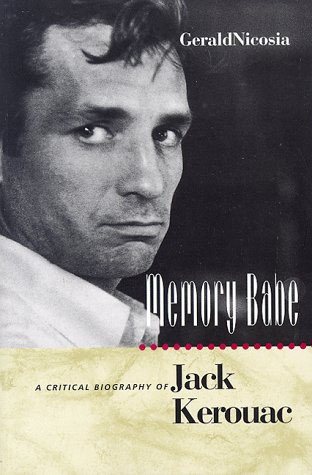 GeraldNicosia
Memory Babe
A CRITICAL BIOGRAPHY OF Jack
Kerouac